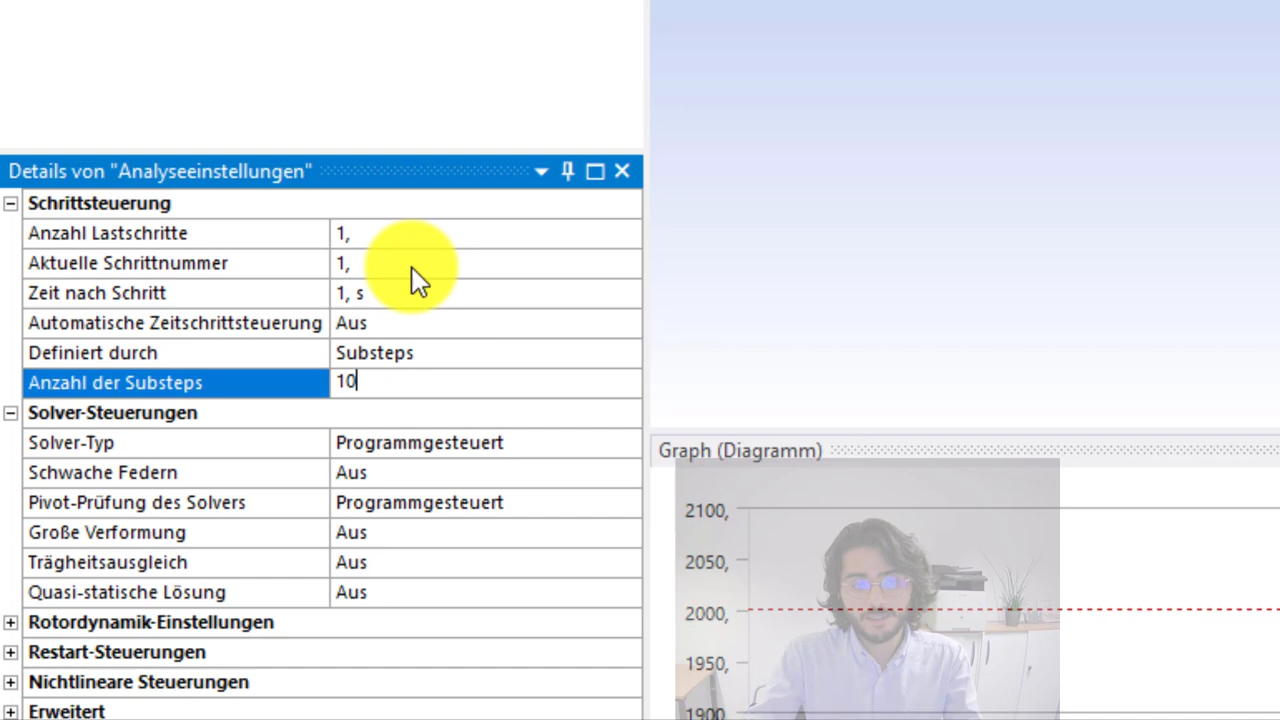 Details von "Analyseeinstellungen"
Schrittsteuerung
Anzahl Lastschritte 1,
Aktuelle Schrittnummer 1,
Zeit nach Schritt 1, s
Automatische Zeitschrittsteuerung Aus
Definiert durch Substeps
Anzahl der Substeps 10
Solver-Steuerungen
Solver-Typ Programmgesteuert
Schwache Federn Aus
Pivot-Prüfung des Solvers Programmgesteuert
Große Verformung Aus
Trägheitsausgleich Aus
Quasi-statische Lösung Aus
Rotordynamik-Einstellungen
Restart-Steuerungen
Nichtlineare Steuerungen
Erweitert
Graph (Diagramm)
2100,
2050,
2000,
1950,
1900